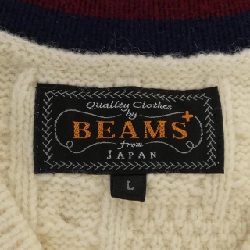 Quality Clothes
by
BEAMS+
from
JAPAN
L